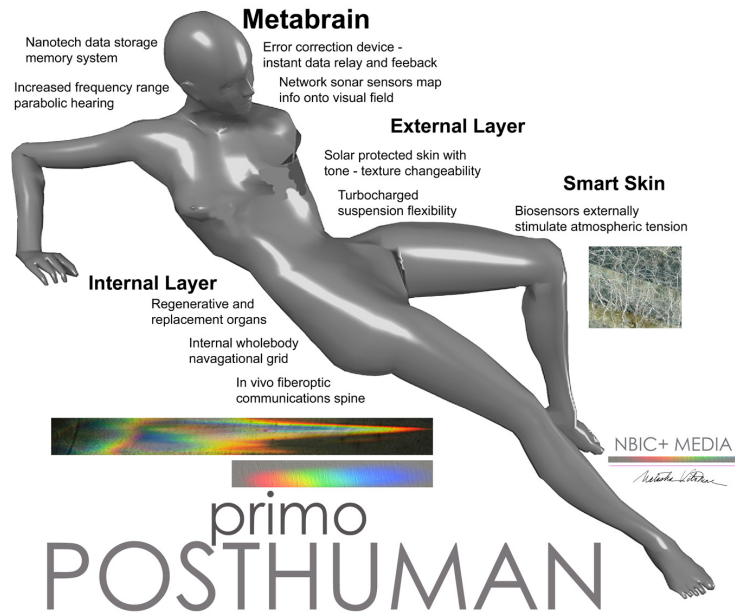 Metabrain
Nanotech data storage
memory system
Increased frequency range
parabolic hearing
Error correction device -
instant data relay and feeback
Network sonar sensors map
info onto visual field
External Layer
Solar protected skin with
tone - texture changeability
Turbocharged
suspension flexibility
Smart Skin
Biosensors externally
stimulate atmospheric tension
Internal Layer
Regenerative and
replacement organs
Internal wholebody
navagational grid
In vivo fiberoptic
communications spine
NBIC+ MEDIA
primo
POSTHUMAN